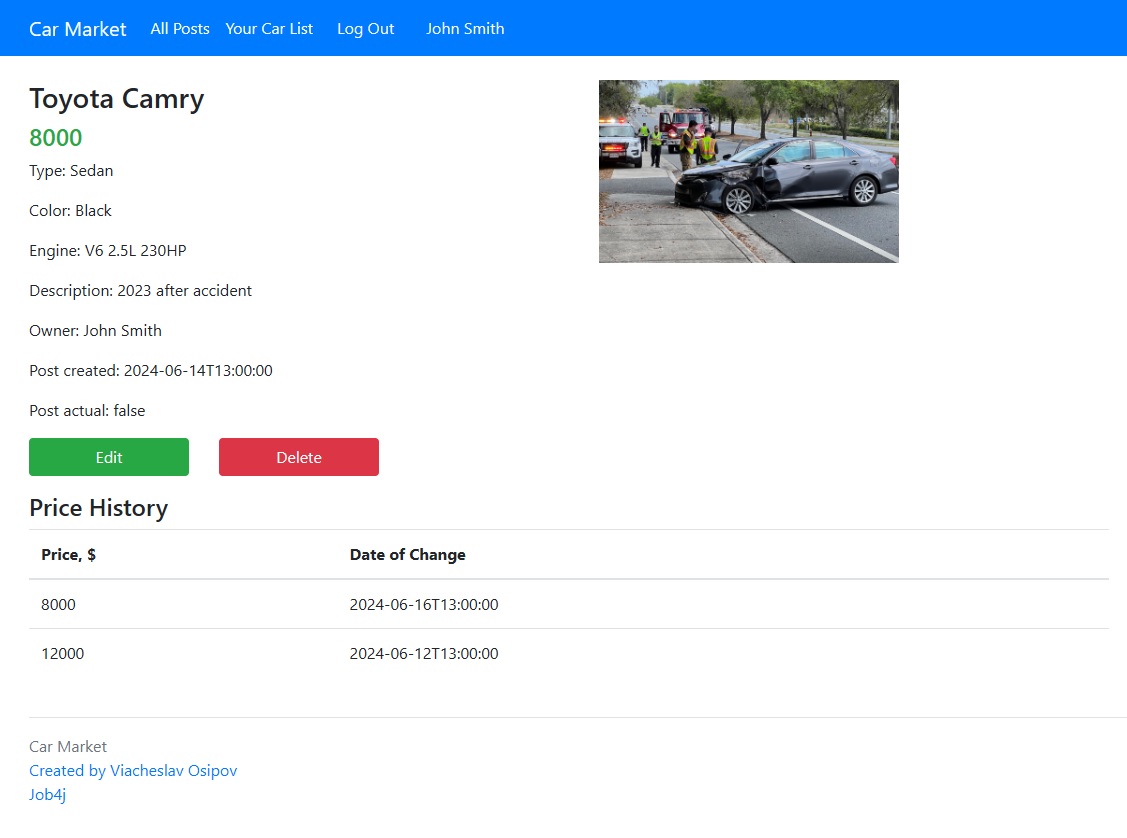 Car Market All Posts Your Car List Log Out John Smith
Toyota Camry
8000
Type: Sedan
Color: Black
Engine: V6 2.5L 230HP
Description: 2023 after accident
Owner: John Smith
Post created: 2024-06-14T13:00:00
Post actual: false
Edit Delete
Price History
Price, $ Date of Change
8000 2024-06-16T13:00:00
12000 2024-06-12T13:00:00
Car Market
Created by Viacheslav Osipov
Job4j